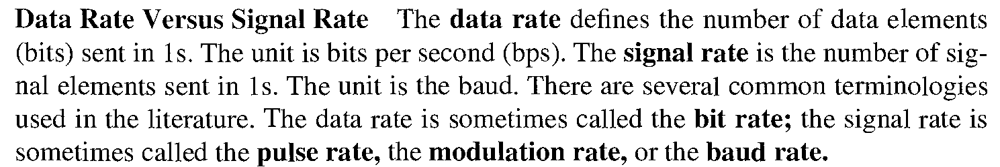 Data Rate Versus Signal Rate The data rate defines the number of data elements
(bits) sent in 1s. The unit is bits per second (bps). The signal rate is the number of sig-
nal elements sent in 1s. The unit is the baud. There are several common terminologies
used in the literature. The data rate is sometimes called the bit rate; the signal rate is
sometimes called the pulse rate, the modulation rate, or the baud rate.